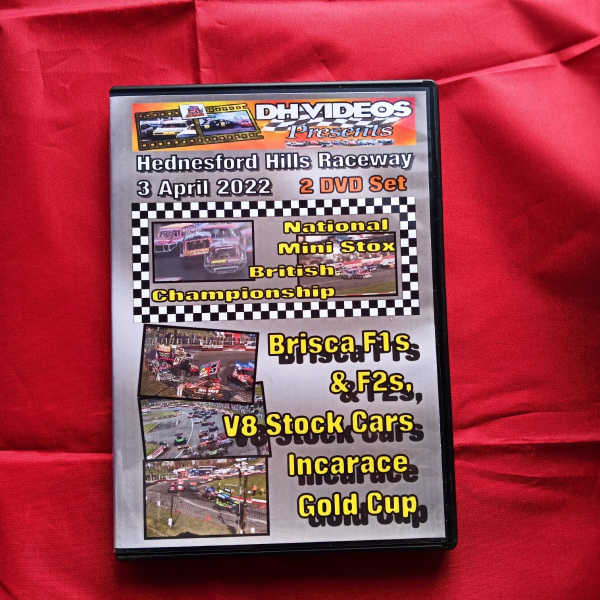 DH-VIDEOS
Presents
Hednesford Hills Raceway
3 April 2022 2 DVD Set
National
Mini Stox
British
Championship
Brisca F1s
& F2s,
V8 Stock Cars
Incarace
Gold Cup